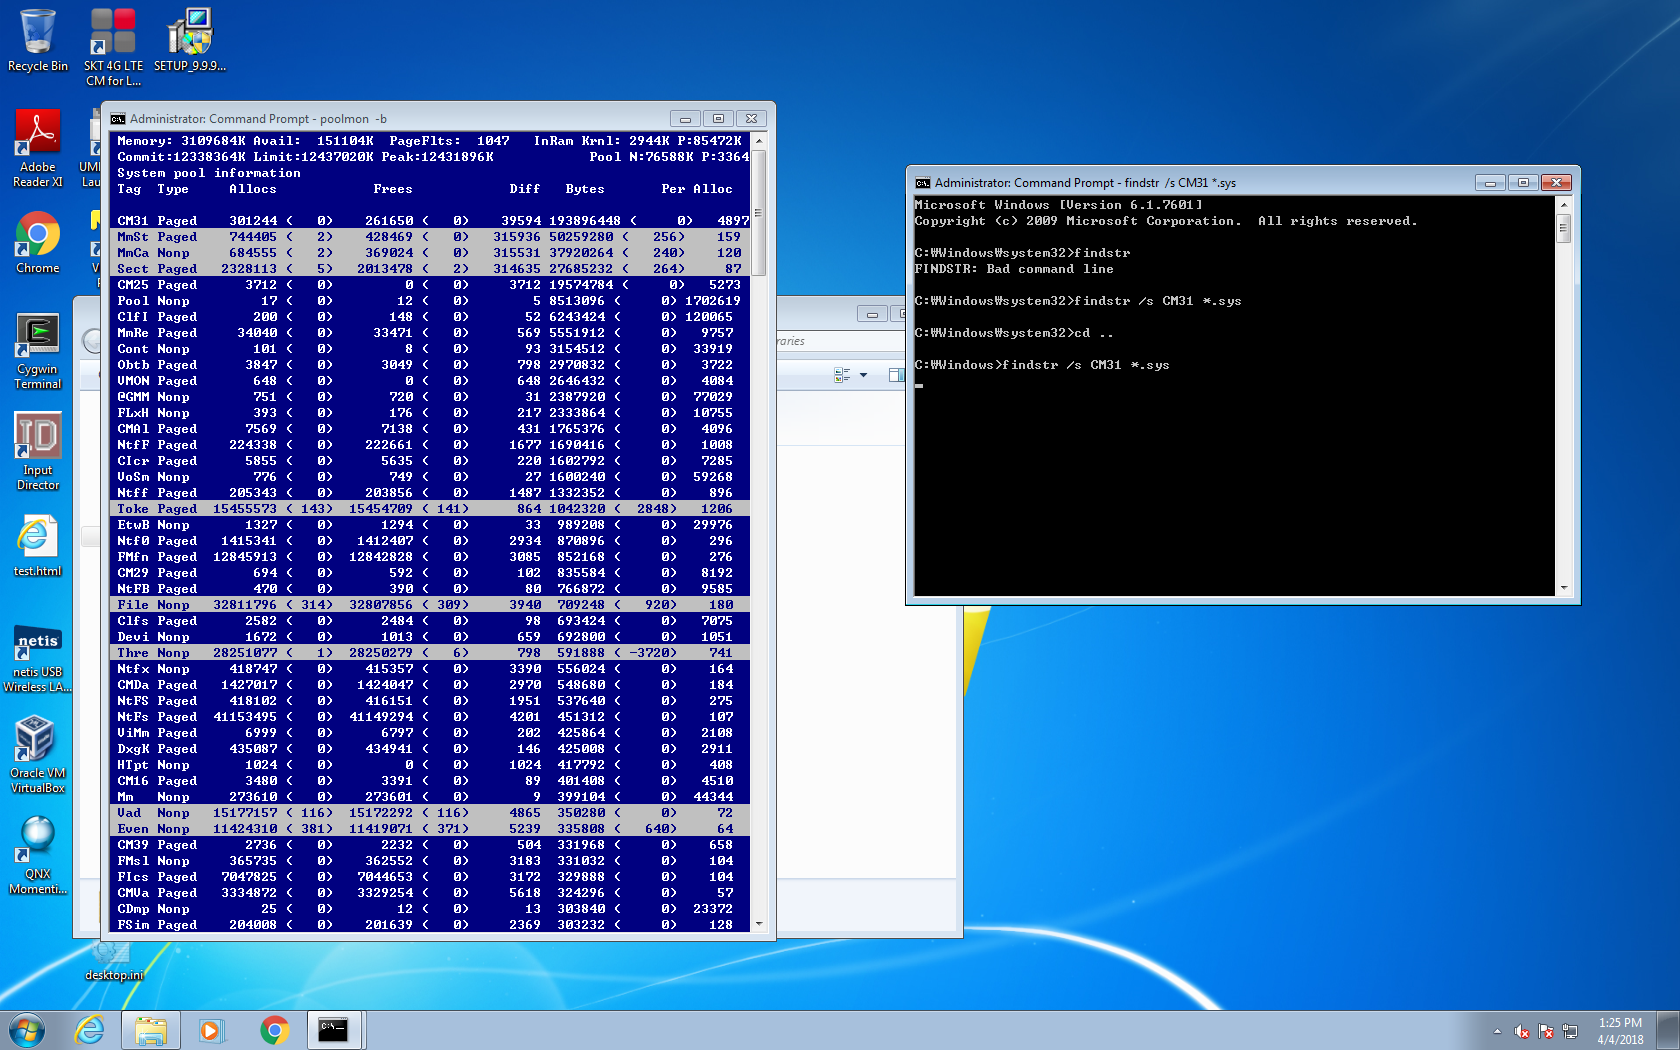 Recycle Bin
SKT 4G LTE
CM for L...
SETUP_9.9.9...
Adobe
Reader XI
UMI
Lau
Chrome
V
Cygwin
Terminal
Input
Director
test.html
netis
netis USB
Wireless LA...
Oracle VM
VirtualBox
QNX
Momenti...
desktop.ini
Administrator: Command Prompt - poolmon  -b
Memory: 3109684K Avail:  151104K  PageFlts:  1047   InRam Krnl: 2944K P:85472K
Commit:12338364K Limit:12437020K Peak:12431896K            Pool N:76588K P:3364
System pool information
Tag  Type     Allocs            Frees            Diff   Bytes       Per Alloc
CM31 Paged    301244 (   0)    261650 (   0)    39594 193896448 (     0)   4897
MmSt Paged    744405 (   2)    428469 (   0)   315936 50259280 (   256)    159
MmCa Nonp     684555 (   2)    369024 (   0)   315531 37920264 (   240)    120
Sect Paged   2328113 (   5)   2013478 (   2)   314635 27685232 (   264)     87
CM25 Paged      3712 (   0)         0 (   0)     3712 19574784 (     0)   5273
Pool Nonp         17 (   0)        12 (   0)        5 8513096 (     0) 1702619
ClfI Paged       200 (   0)       148 (   0)       52 6243424 (     0) 120065
MmRe Paged     34040 (   0)     33471 (   0)      569 5551912 (     0)   9757
Cont Nonp        101 (   0)         8 (   0)       93 3154512 (     0)  33919
Obtb Paged      3847 (   0)      3049 (   0)      798 2970832 (     0)   3722
VMON Paged       648 (   0)         0 (   0)      648 2646432 (     0)   4084
@GMM Nonp        751 (   0)       720 (   0)       31 2387920 (     0)  77029
FLxH Nonp        393 (   0)       176 (   0)      217 2333864 (     0)  10755
CMAl Paged      7569 (   0)      7138 (   0)      431 1765376 (     0)   4096
NtfF Paged    224338 (   0)    222661 (   0)     1677 1690416 (     0)   1008
CIcr Paged      5855 (   0)      5635 (   0)      220 1602792 (     0)   7285
VoSm Nonp        776 (   0)       749 (   0)       27 1600240 (     0)  59268
Ntff Paged    205343 (   0)    203856 (   0)     1487 1332352 (     0)    896
Toke Paged  15455573 ( 143)  15454709 ( 141)      864 1042320 (  2848)   1206
EtwB Nonp       1327 (   0)      1294 (   0)       33  989208 (     0)  29976
Ntf0 Paged   1415341 (   0)   1412407 (   0)     2934  870896 (     0)    296
FMfn Paged  12845913 (   0)  12842828 (   0)     3085  852168 (     0)    276
CM29 Paged       694 (   0)       592 (   0)      102  835584 (     0)   8192
NtFB Paged       470 (   0)       390 (   0)       80  766872 (     0)   9585
File Nonp   32811796 ( 314)  32807856 ( 309)     3940  709248 (   920)    180
Clfs Paged      2582 (   0)      2484 (   0)       98  693424 (     0)   7075
Devi Nonp       1672 (   0)      1013 (   0)      659  692800 (     0)   1051
Thre Nonp   28251077 (   1)  28250279 (   6)      798  591888 ( -3720)    741
Ntfx Nonp     418747 (   0)    415357 (   0)     3390  556024 (     0)    164
CMDa Paged   1427017 (   0)   1424047 (   0)     2970  548680 (     0)    184
NtFS Paged    418102 (   0)    416151 (   0)     1951  537640 (     0)    275
NtFs Paged  41153495 (   0)  41149294 (   0)     4201  451312 (     0)    107
ViMm Paged      6999 (   0)      6797 (   0)      202  425864 (     0)   2108
DxgK Paged    435087 (   0)    434941 (   0)      146  425008 (     0)   2911
HTpt Nonp       1024 (   0)         0 (   0)     1024  417792 (     0)    408
CM16 Paged      3480 (   0)      3391 (   0)       89  401408 (     0)   4510
Mm   Nonp     273610 (   0)    273601 (   0)        9  399104 (     0)  44344
Vad  Nonp   15177157 ( 116)  15172292 ( 116)     4865  350280 (     0)     72
Even Nonp   11424310 ( 381)  11419071 ( 371)     5239  335808 (   640)     64
CM39 Paged      2736 (   0)      2232 (   0)      504  331968 (     0)    658
FMsl Nonp     365735 (   0)    362552 (   0)     3183  331032 (     0)    104
FIcs Paged   7047825 (   0)   7044653 (   0)     3172  329888 (     0)    104
CMVa Paged   3334872 (   0)   3329254 (   0)     5618  324296 (     0)     57
CDmp Nonp         25 (   0)        12 (   0)       13  303840 (     0)  23372
FSim Paged    204008 (   0)    201639 (   0)     2369  303232 (     0)    128
raries
Administrator: Command Prompt - findstr  /s CM31 *.sys
Microsoft Windows [Version 6.1.7601]
Copyright (c) 2009 Microsoft Corporation.  All rights reserved.
C:₩Windows₩system32>findstr
FINDSTR: Bad command line
C:₩Windows₩system32>findstr /s CM31 *.sys
C:₩Windows₩system32>cd ..
C:₩Windows>findstr /s CM31 *.sys
1:25 PM
4/4/2018